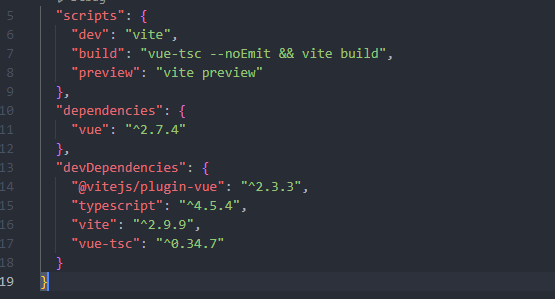 5 "scripts": {
6 "dev": "vite",
7 "build": "vue-tsc --noEmit && vite build",
8 "preview": "vite preview"
9 },
10 "dependencies": {
11 "vue": "^2.7.4"
12 },
13 "devDependencies": {
14 "@vitejs/plugin-vue": "^2.3.3",
15 "typescript": "^4.5.4",
16 "vite": "^2.9.9",
17 "vue-tsc": "^0.34.7"
18 }
19 }